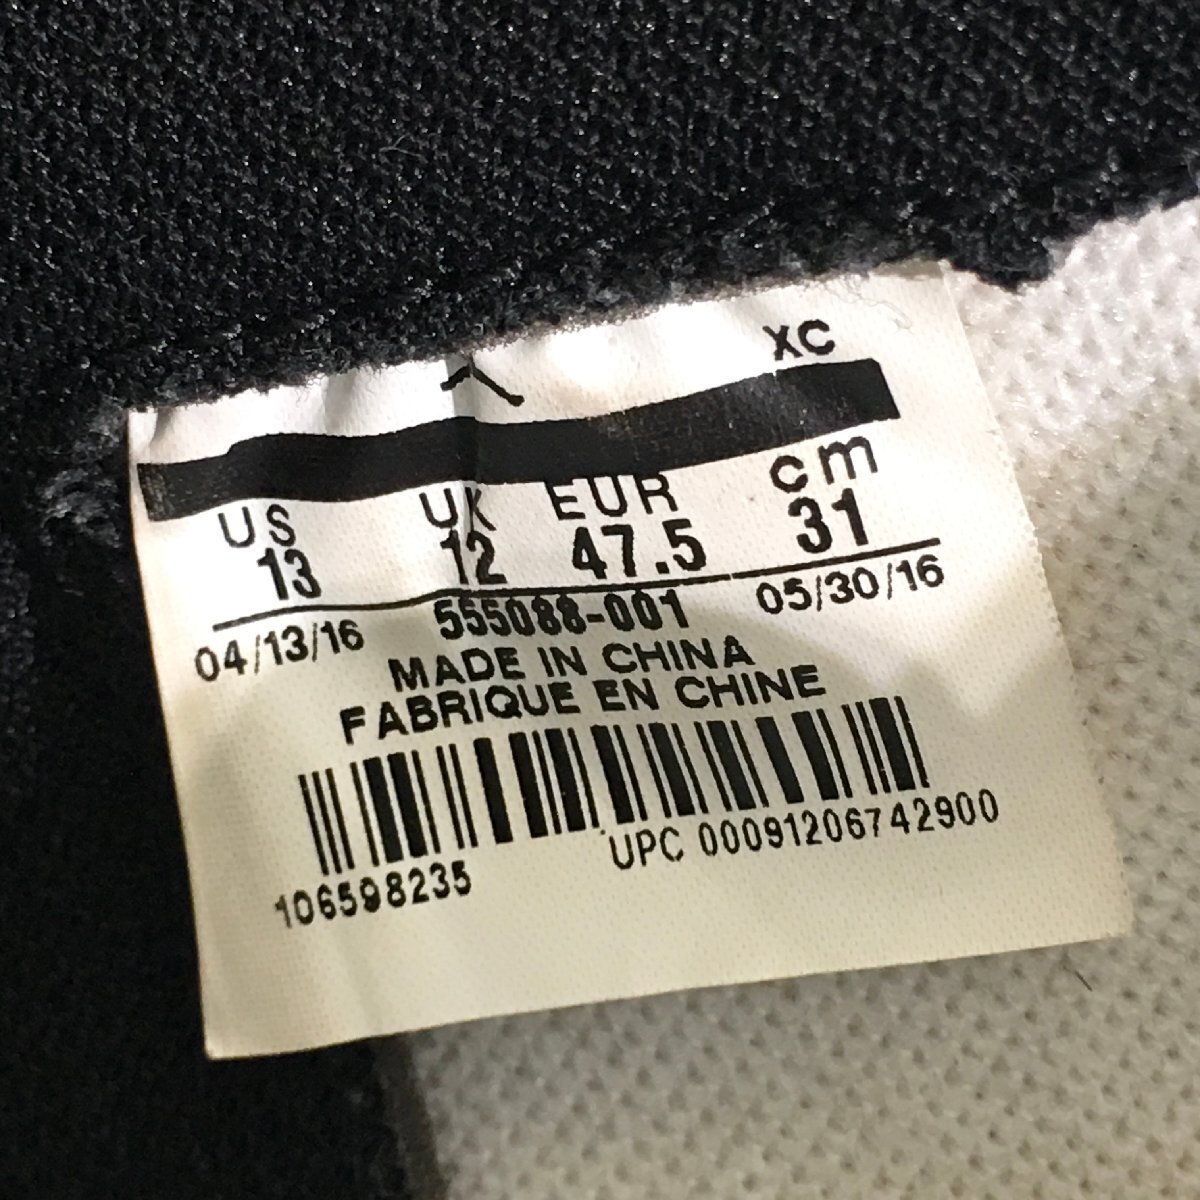 XC
US UK EUR cm
13 12 47.5 31
04/13/16 555088-001 05/30/16
MADE IN CHINA
FABRIQUE EN CHINE
106598235 UPC 00091206742900